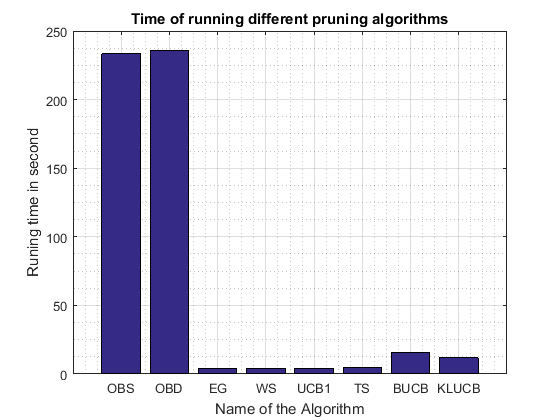 Time of running different pruning algorithms
250
200
150
100
50
0
Runing time in second
OBS OBD EG WS UCB1 TS BUCB KLUCB
Name of the Algorithm